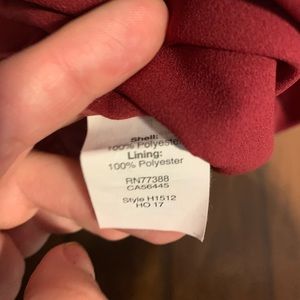 Shell:
100% Polyester
Lining:
100% Polyester
RN77388
CA56445
Style H1512
HO 17